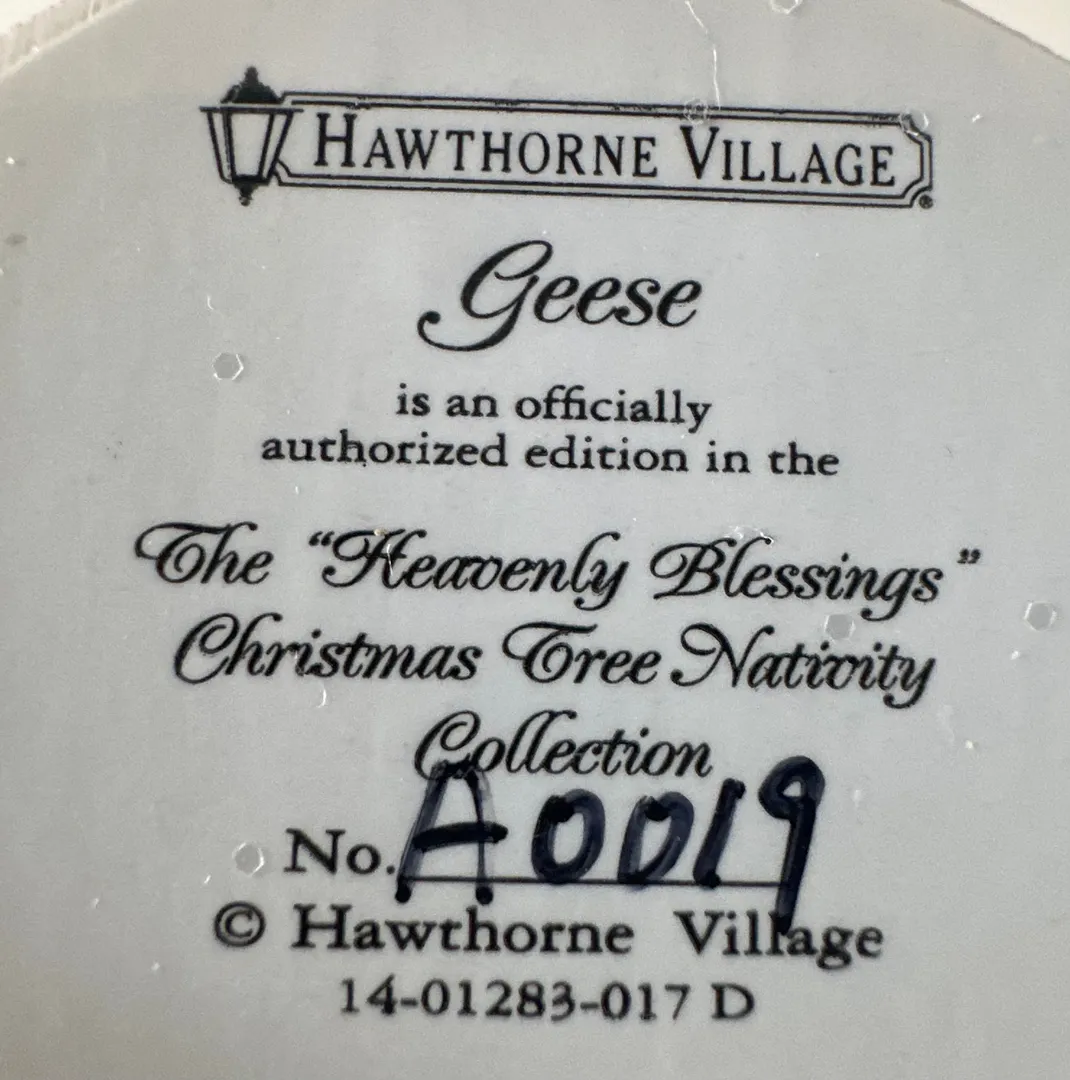 HAWTHORNE VILLAGE®
Geese
is an officially
authorized edition in the
The “Heavenly Blessings”
Christmas Tree Nativity
Collection
No. A0019
© Hawthorne Village
14-01283-017 D